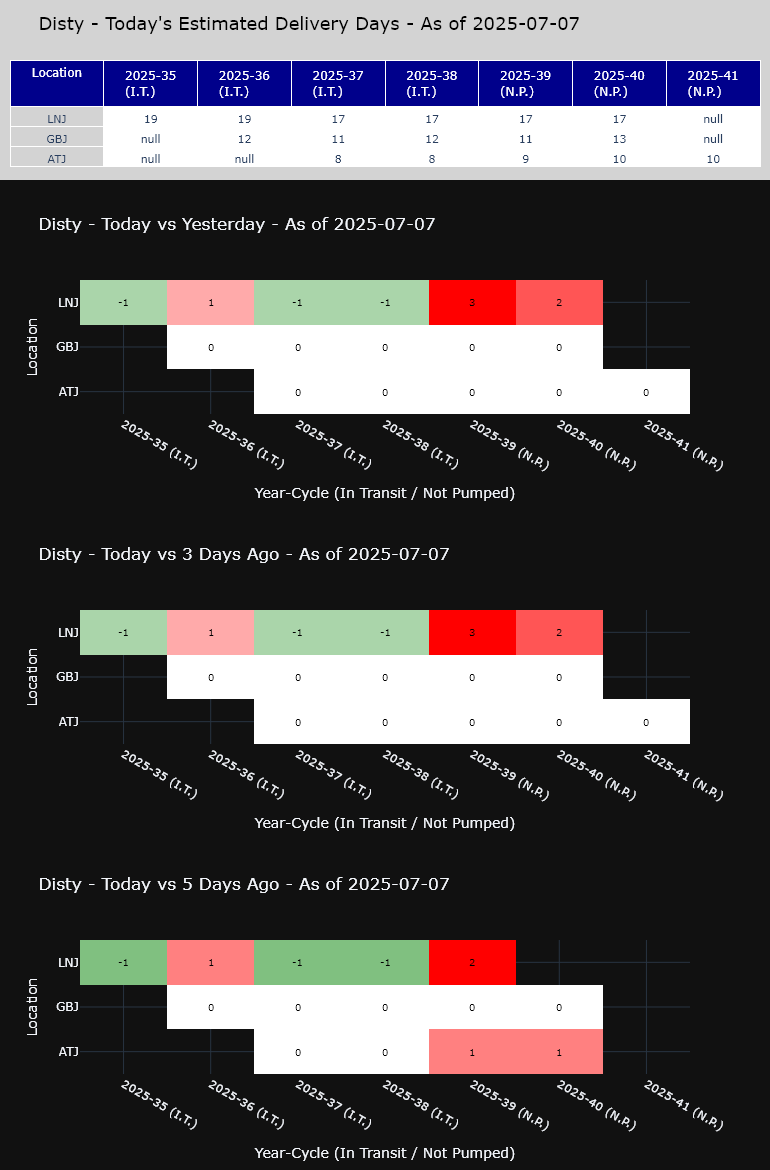 Disty - Today's Estimated Delivery Days - As of 2025-07-07
Location 2025-35 (I.T.) 2025-36 (I.T.) 2025-37 (I.T.) 2025-38 (I.T.) 2025-39 (N.P.) 2025-40 (N.P.) 2025-41 (N.P.)
LNJ 19 19 17 17 17 17 null
GBJ null 12 11 12 11 13 null
ATJ null null 8 8 9 10 10
Disty - Today vs Yesterday - As of 2025-07-07
Location
LNJ -1 1 -1 -1 3 2
GBJ 0 0 0 0 0
ATJ 0 0 0 0 0
2025-35 (I.T.) 2025-36 (I.T.) 2025-37 (I.T.) 2025-38 (I.T.) 2025-39 (N.P.) 2025-40 (N.P.) 2025-41 (N.P.)
Year-Cycle (In Transit / Not Pumped)
Disty - Today vs 3 Days Ago - As of 2025-07-07
Location
LNJ -1 1 -1 -1 3 2
GBJ 0 0 0 0 0
ATJ 0 0 0 0 0
2025-35 (I.T.) 2025-36 (I.T.) 2025-37 (I.T.) 2025-38 (I.T.) 2025-39 (N.P.) 2025-40 (N.P.) 2025-41 (N.P.)
Year-Cycle (In Transit / Not Pumped)
Disty - Today vs 5 Days Ago - As of 2025-07-07
Location
LNJ -1 1 -1 -1 2
GBJ 0 0 0 0 0
ATJ 0 0 1 1
2025-35 (I.T.) 2025-36 (I.T.) 2025-37 (I.T.) 2025-38 (I.T.) 2025-39 (N.P.) 2025-40 (N.P.) 2025-41 (N.P.)
Year-Cycle (In Transit / Not Pumped)